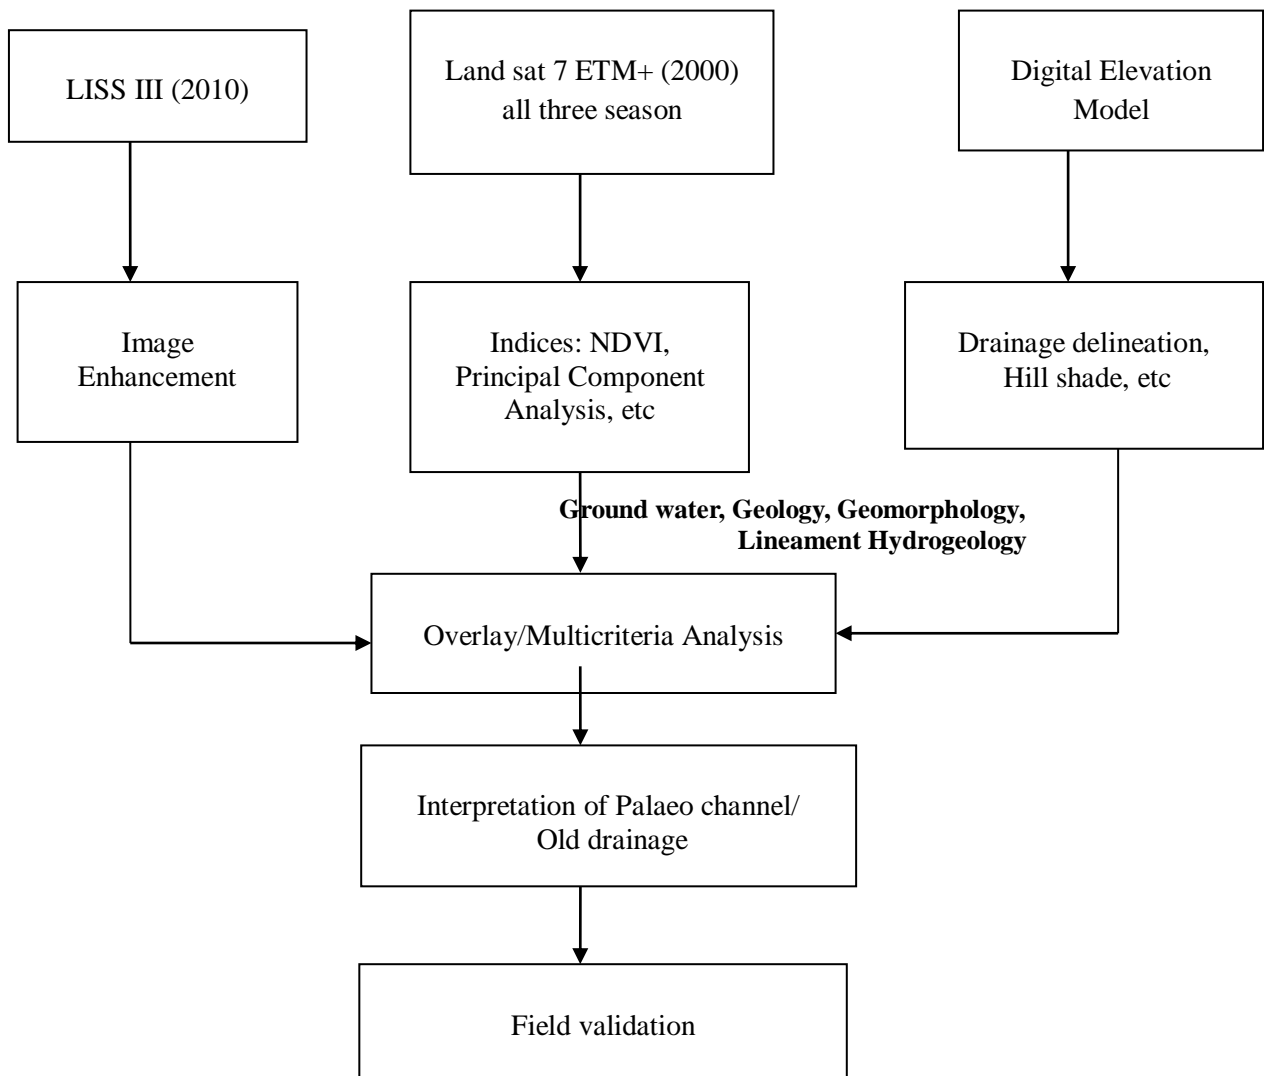 LISS III (2010)
Land sat 7 ETM+ (2000)
all three season
Digital Elevation
Model
Image
Enhancement
Indices: NDVI,
Principal Component
Analysis, etc
Drainage delineation,
Hill shade, etc
Ground water, Geology, Geomorphology,
Lineament Hydrogeology
Overlay/Multicriteria Analysis
Interpretation of Palaeo channel/
Old drainage
Field validation